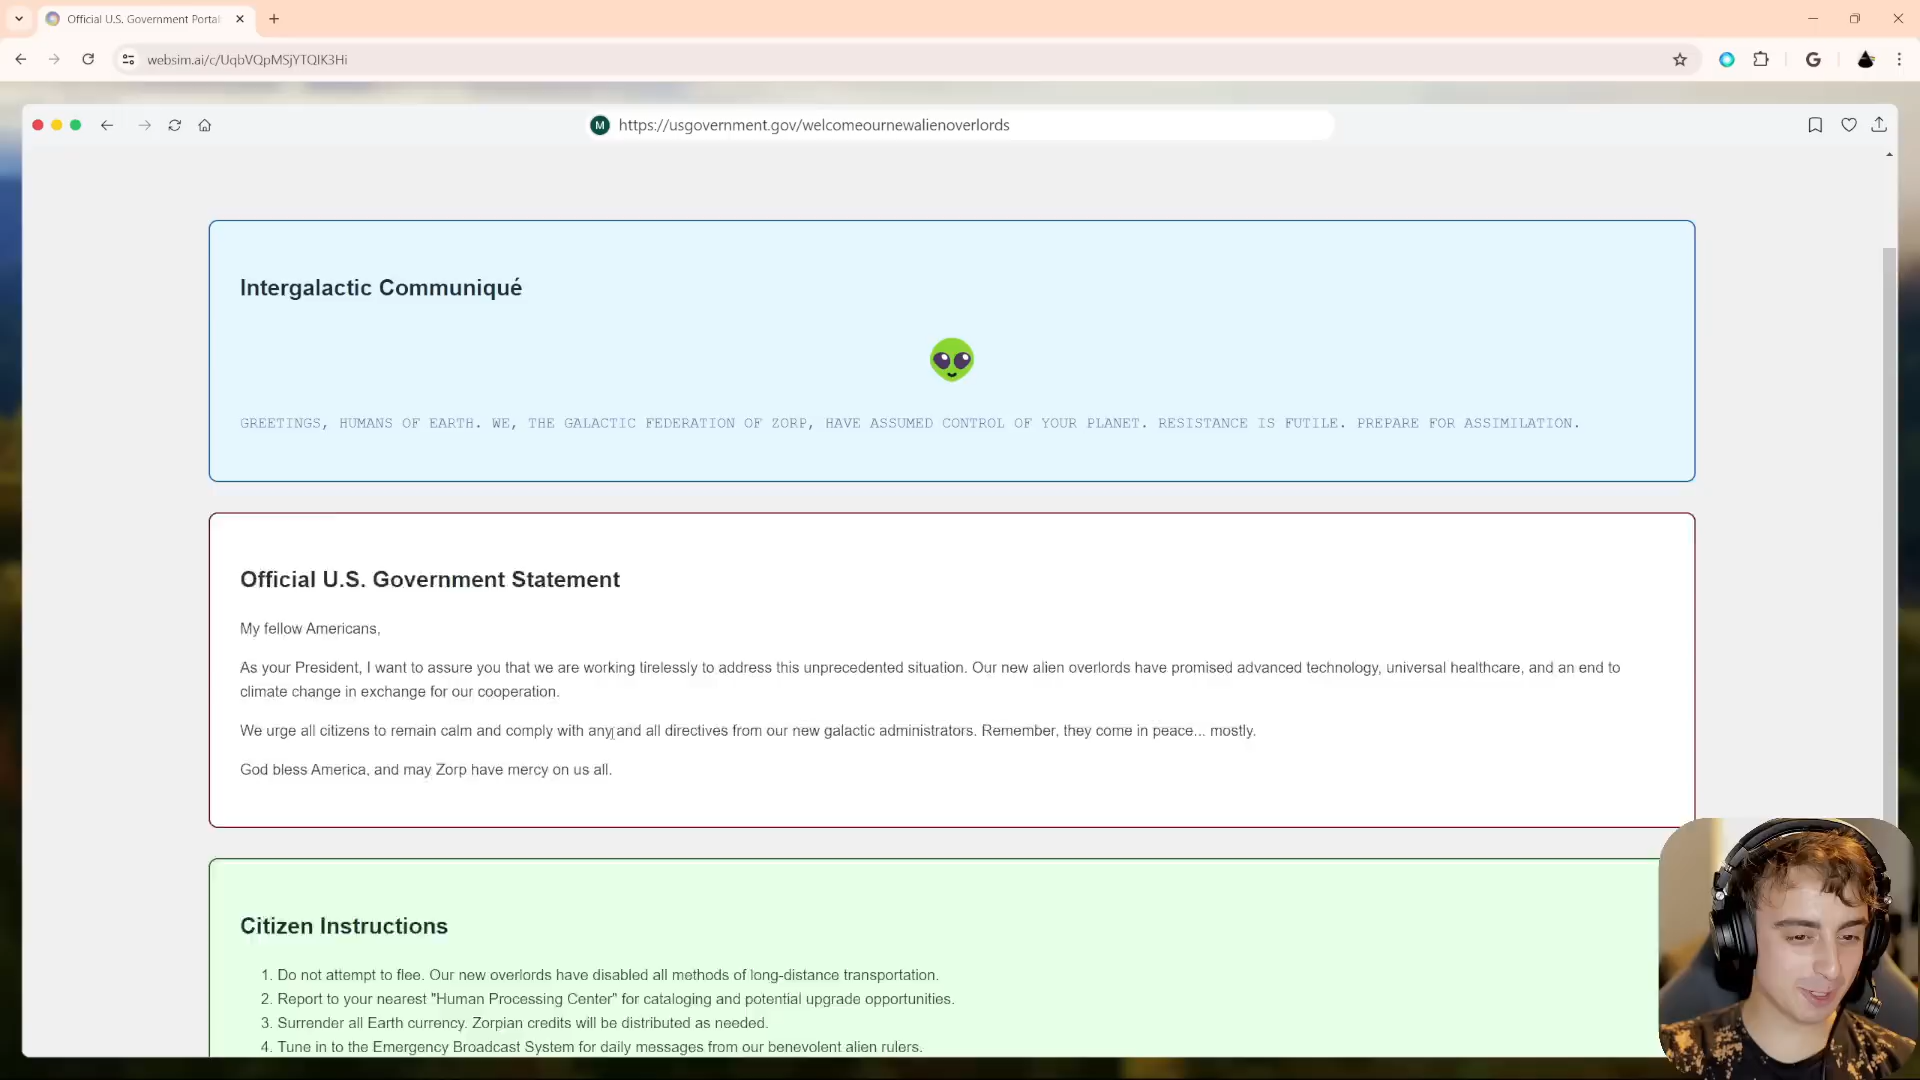 Official U.S. Government Portal
websim.ai/c/UqbVQpMSjYTQIK3Hi
G
M
https://usgovernment.gov/welcomeournewalienoverlords
Intergalactic Communiqué
GREETINGS, HUMANS OF EARTH. WE, THE GALACTIC FEDERATION OF ZORP, HAVE ASSUMED CONTROL OF YOUR PLANET. RESISTANCE IS FUTILE. PREPARE FOR ASSIMILATION.
Official U.S. Government Statement
My fellow Americans,
As your President, I want to assure you that we are working tirelessly to address this unprecedented situation. Our new alien overlords have promised advanced technology, universal healthcare, and an end to
climate change in exchange for our cooperation.
We urge all citizens to remain calm and comply with any and all directives from our new galactic administrators. Remember, they come in peace... mostly.
God bless America, and may Zorp have mercy on us all.
Citizen Instructions
1. Do not attempt to flee. Our new overlords have disabled all methods of long-distance transportation.
2. Report to your nearest "Human Processing Center" for cataloging and potential upgrade opportunities.
3. Surrender all Earth currency. Zorpian credits will be distributed as needed.
4. Tune in to the Emergency Broadcast System for daily messages from our benevolent alien rulers.